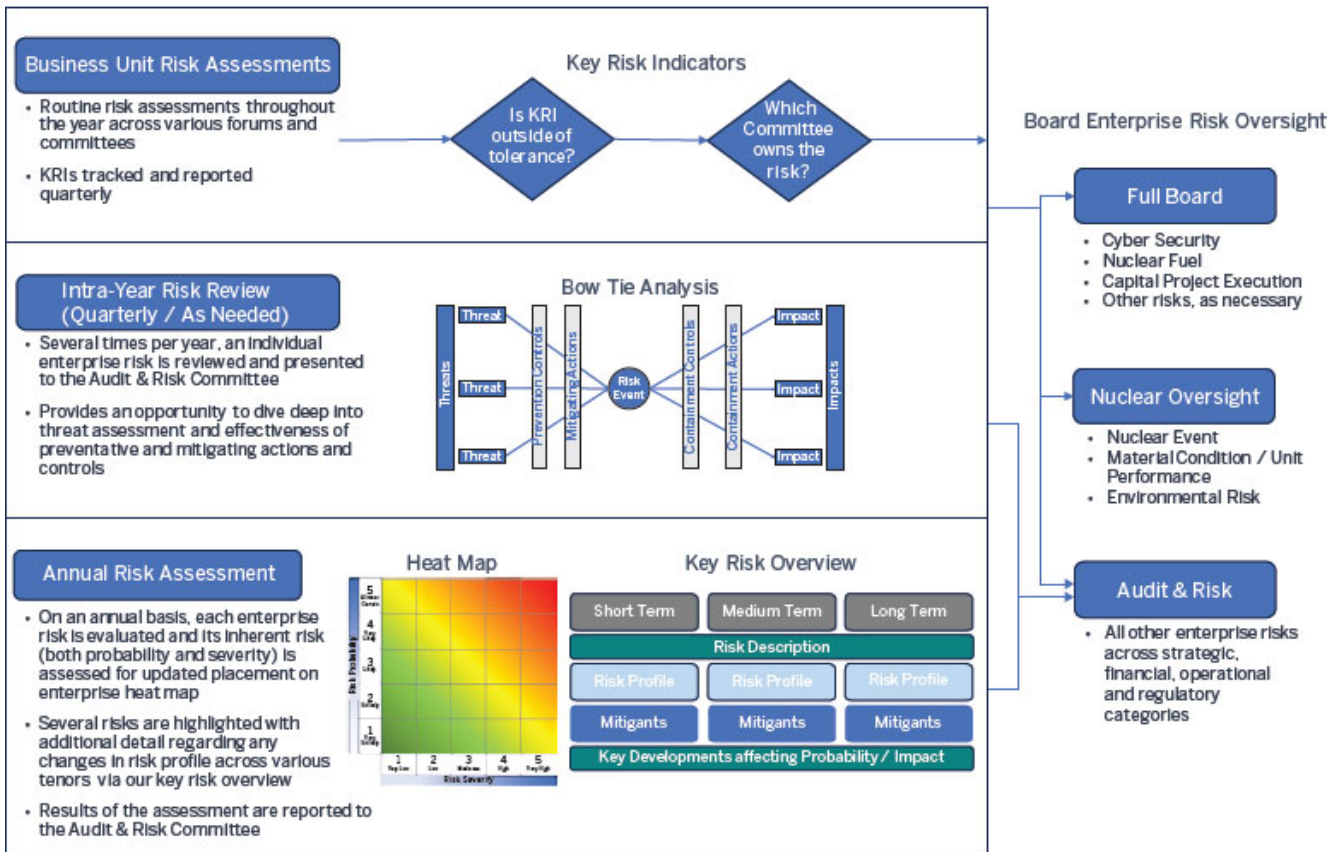 Business Unit Risk Assessments
• Routine risk assessments throughout
the year across various forums and
committees
• KRIs tracked and reported
quarterly
Key Risk Indicators
Is KRI
outside of
tolerance?
Which
Committee
owns the
risk?
Intra-Year Risk Review
(Quarterly / As Needed)
• Several times per year, an individual
enterprise risk is reviewed and presented
to the Audit & Risk Committee
• Provides an opportunity to dive deep into
threat assessment and effectiveness of
preventative and mitigating actions and
controls
Bow Tie Analysis
Threats
Threat
Threat
Threat
Prevention Controls
Mitigating Actions
Risk
Event
Containment Controls
Containment Actions
Impact
Impact
Impact
Impacts
Annual Risk Assessment
• On an annual basis, each enterprise
risk is evaluated and its inherent risk
(both probability and severity) is
assessed for updated placement on
enterprise heat map
• Several risks are highlighted with
additional detail regarding any
changes in risk profile across various
tenors via our key risk overview
• Results of the assessment are reported to
the Audit & Risk Committee
Heat Map
Risk Probability
5
4
3
2
1
1
2
3
4
5
Very Low
Low
High
Very High
Risk Severity
Key Risk Overview
Short Term
Medium Term
Long Term
Risk Description
Risk Profile
Risk Profile
Risk Profile
Mitigants
Mitigants
Mitigants
Key Developments affecting Probability / Impact
Board Enterprise Risk Oversight
Full Board
• Cyber Security
• Nuclear Fuel
• Capital Project Execution
• Other risks, as necessary
Nuclear Oversight
• Nuclear Event
• Material Condition / Unit
Performance
• Environmental Risk
Audit & Risk
• All other enterprise risks
across strategic,
financial, operational
and regulatory
categories